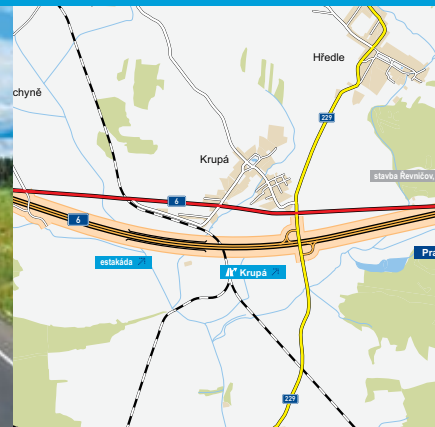 Hředle
chyně
229
Krupá
stavba Řevničov,
6
6
Pra
estakáda
Krupá
229